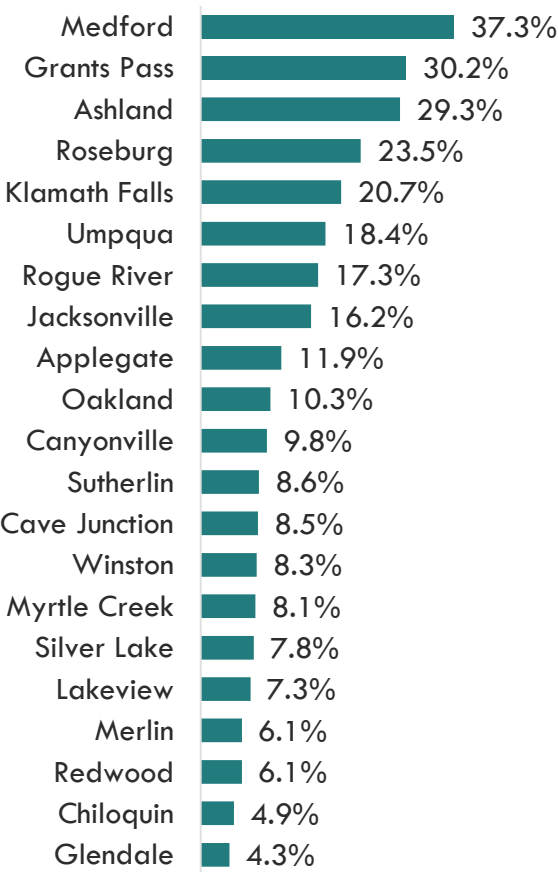 Medford 37.3%
Grants Pass 30.2%
Ashland 29.3%
Roseburg 23.5%
Klamath Falls 20.7%
Umpqua 18.4%
Rogue River 17.3%
Jacksonville 16.2%
Applegate 11.9%
Oakland 10.3%
Canyonville 9.8%
Sutherlin 8.6%
Cave Junction 8.5%
Winston 8.3%
Myrtle Creek 8.1%
Silver Lake 7.8%
Lakeview 7.3%
Merlin 6.1%
Redwood 6.1%
Chiloquin 4.9%
Glendale 4.3%